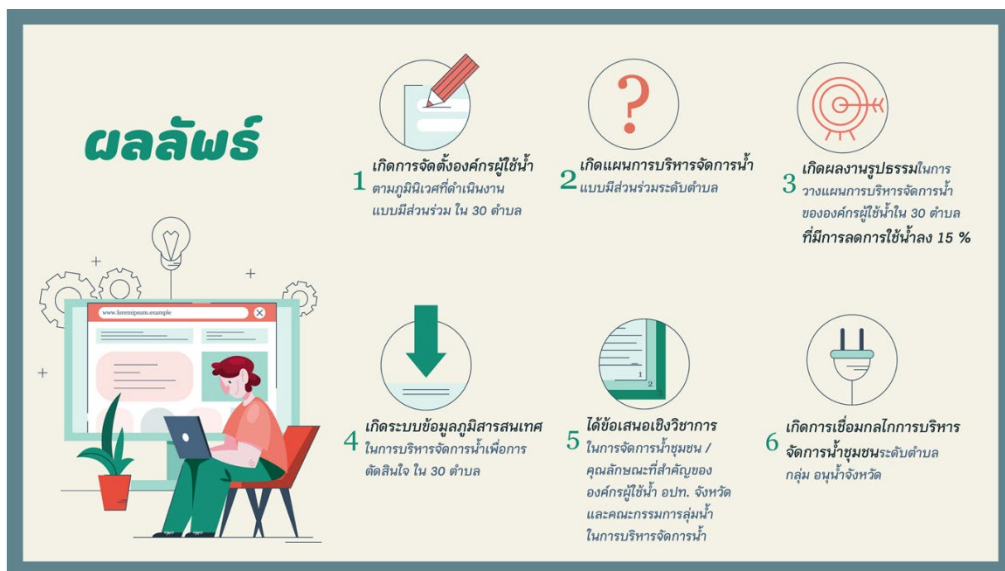 ผลลัพธ์
1 เกิดการจัดตั้งองค์กรผู้ใช้น้ำ
ตามภูมินิเวศที่ดำเนินงาน
แบบมีส่วนร่วม ใน 30 ตำบล
2 เกิดแผนการบริหารจัดการน้ำ
แบบมีส่วนร่วมระดับตำบล
3 เกิดผลงานรูปธรรมในการ
วางแผนการบริหารจัดการน้ำ
ขององค์กรผู้ใช้น้ำใน 30 ตำบล
ที่มีการลดการใช้น้ำลง 15 %
www.loremipsum.example
4 เกิดระบบข้อมูลภูมิสารสนเทศ
ในการบริหารจัดการน้ำเพื่อการ
ตัดสินใจ ใน 30 ตำบล
1
2
3
5 ได้ข้อเสนอเชิงวิชาการ
ในการจัดการน้ำชุมชน /
คุณลักษณะที่สำคัญของ
องค์กรผู้ใช้น้ำ อปท. จังหวัด
และคณะกรรมการลุ่มน้ำ
ในการบริหารจัดการน้ำ
6 เกิดการเชื่อมกลไกการบริหาร
จัดการน้ำชุมชนระดับตำบล
กลุ่ม อนุน้ำจังหวัด